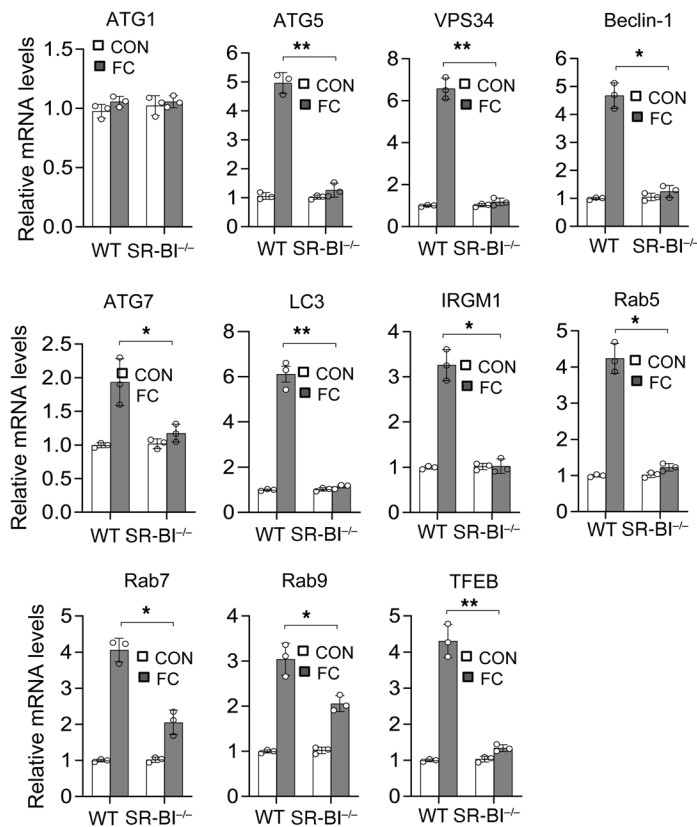 ATG1
ATG5
VPS34
Beclin-1
Relative mRNA levels
1.5
1.0
0.5
0.0
CON
FC
WT SR-BI−/−
6
5
4
3
2
1
0
**
CON
FC
WT SR-BI−/−
8
6
4
2
0
**
CON
FC
WT SR-BI−/−
6
5
4
3
2
1
0
*
CON
FC
WT SR-BI−/−
ATG7
LC3
IRGM1
Rab5
Relative mRNA levels
2.5
2.0
1.5
1.0
0.5
0.0
*
CON
FC
WT SR-BI−/−
8
6
4
2
0
**
CON
FC
WT SR-BI−/−
4
3
2
1
0
*
CON
FC
WT SR-BI−/−
5
4
3
2
1
0
*
CON
FC
WT SR-BI−/−
Rab7
Rab9
TFEB
Relative mRNA levels
5
4
3
2
1
0
*
CON
FC
WT SR-BI−/−
4
3
2
1
0
*
CON
FC
WT SR-BI−/−
5
4
3
2
1
0
**
CON
FC
WT SR-BI−/−